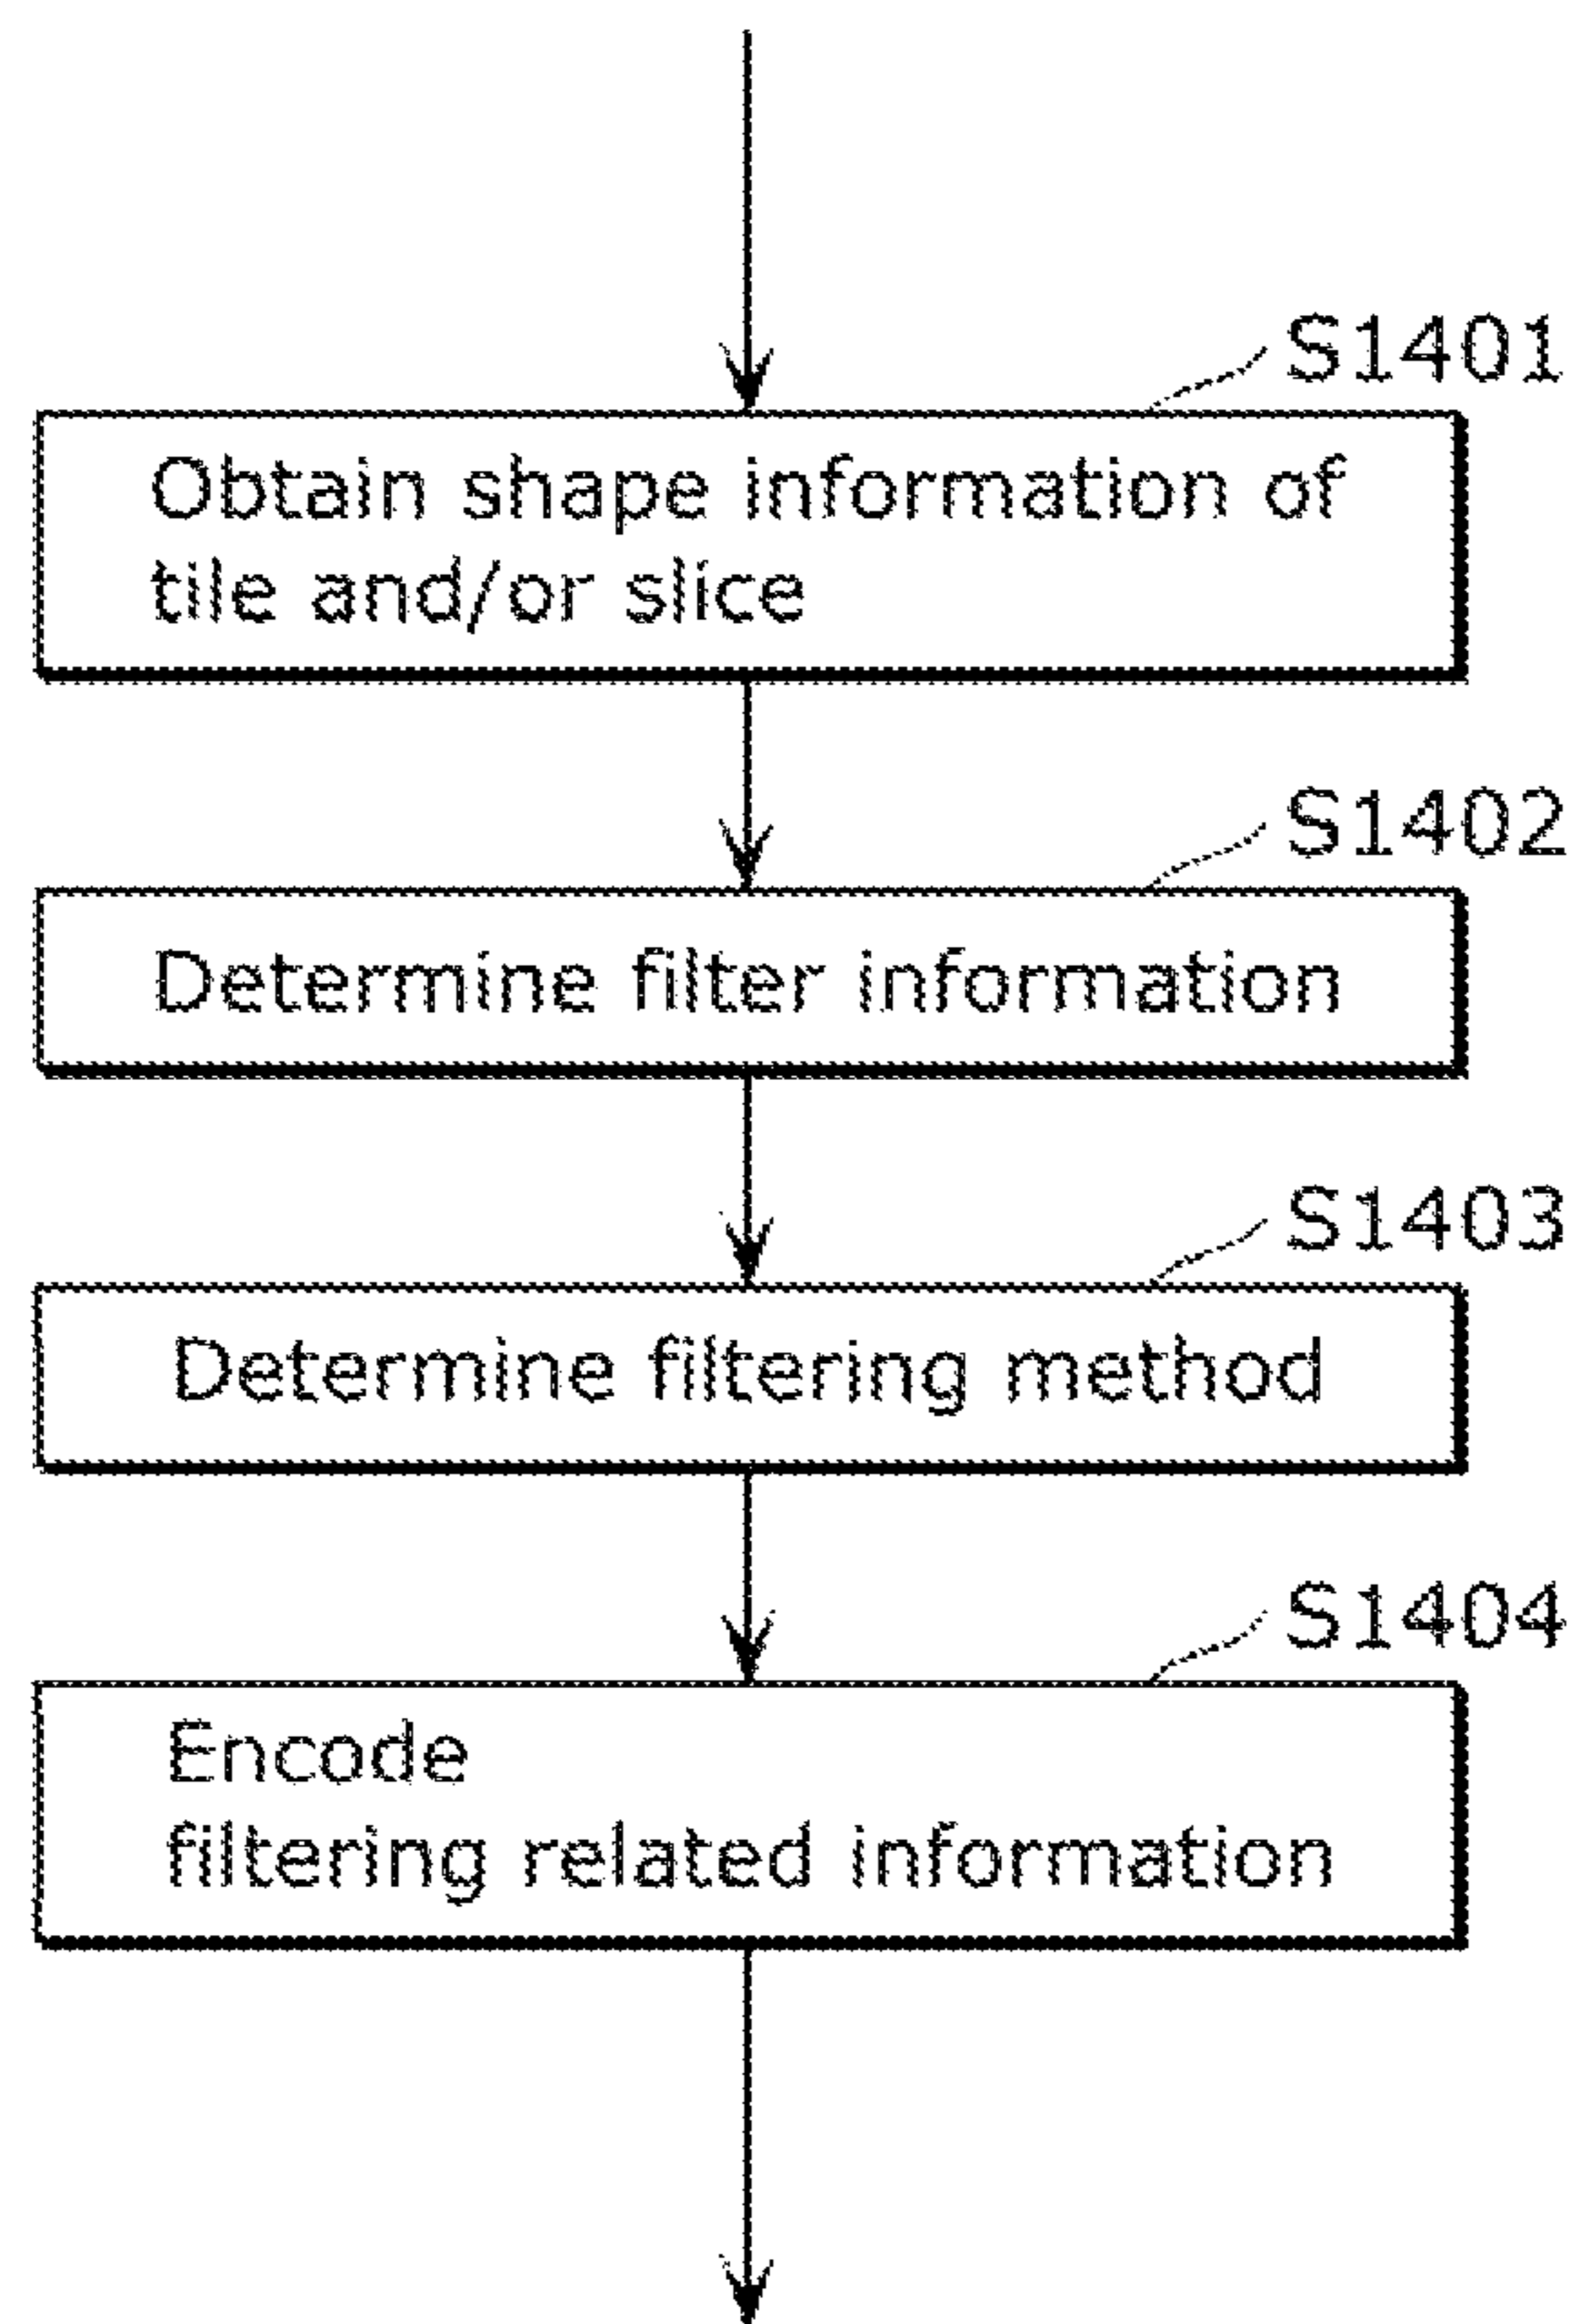 S1401
Obtain shape information of
tile and/or slice
S1402
Determine filter information
S1403
Determine filtering method
S1404
Encode
filtering related information